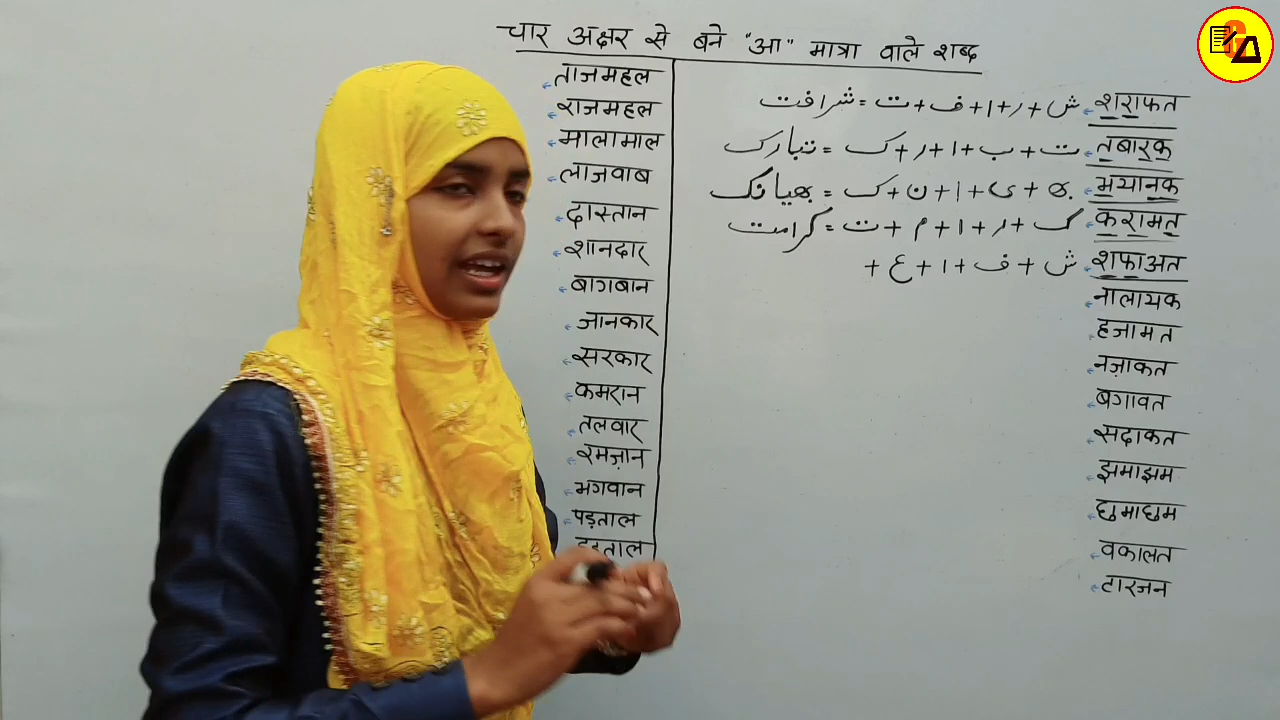 चार अक्षर से बने "आ" मात्रा वाले शब्द
ताजमहल
राजमहल
मालामाल
लाजवाब
दास्तान
शानदार
बागबान
जानकार
सरकार
कमरान
तलवार
रमज़ान
भगवान
पड़ताल
हड़ताल
शराफत ش + ر + ا + ف + ت = شرافت
तबारक ت + ب + ا + ر + ک = تبارک
भयानक بھ + ی + ا + ن + ک = بھیانک
करामत ک + ر + ا + م + ت = کرامت
शफाअत ش + ف + ا + ع +
नालायक
हजामत
नज़ाकत
बगावत
सदाकत
झमाझम
छुमाछुम
वकालत
टारजन